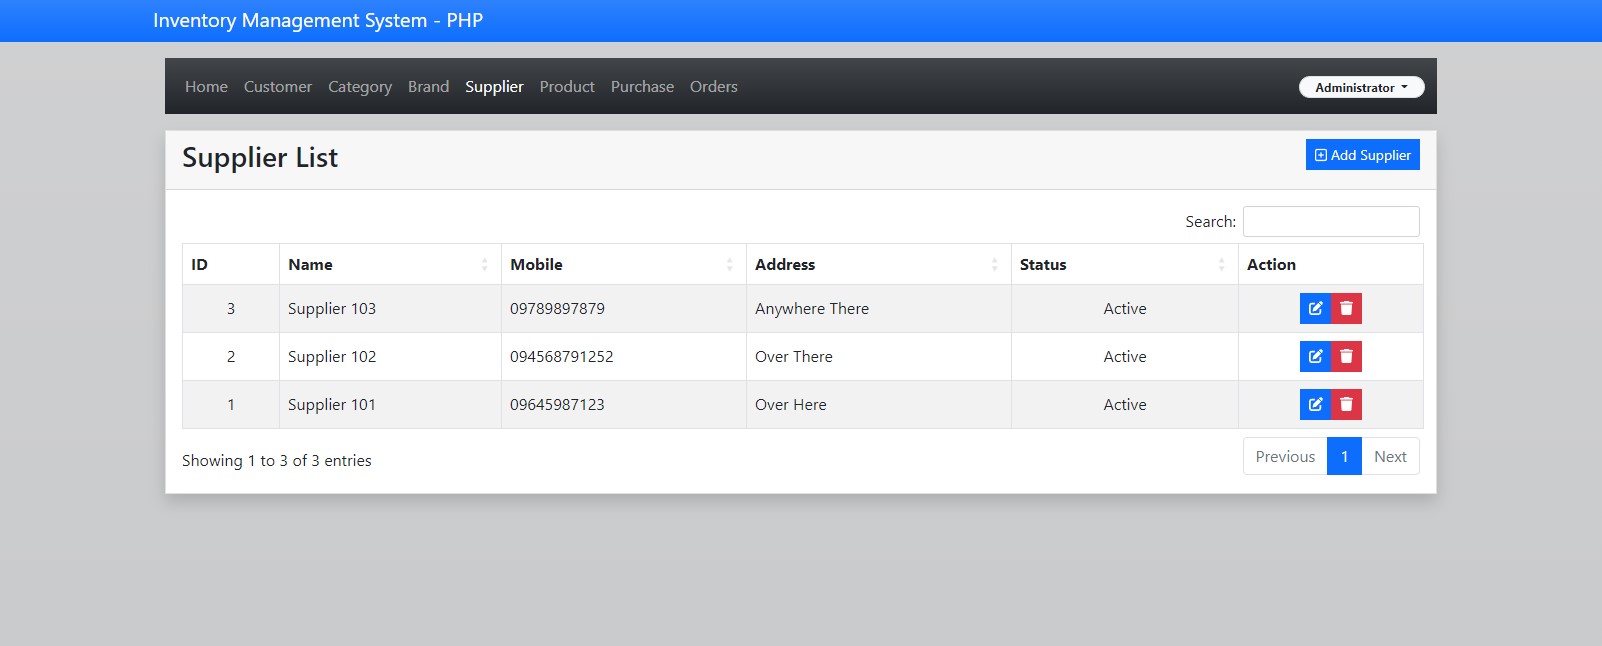 Inventory Management System - PHP
Home Customer Category Brand Supplier Product Purchase Orders Administrator
Supplier List Add Supplier
Search:
ID Name Mobile Address Status Action
3 Supplier 103 09789897879 Anywhere There Active
2 Supplier 102 094568791252 Over There Active
1 Supplier 101 09645987123 Over Here Active
Showing 1 to 3 of 3 entries Previous 1 Next